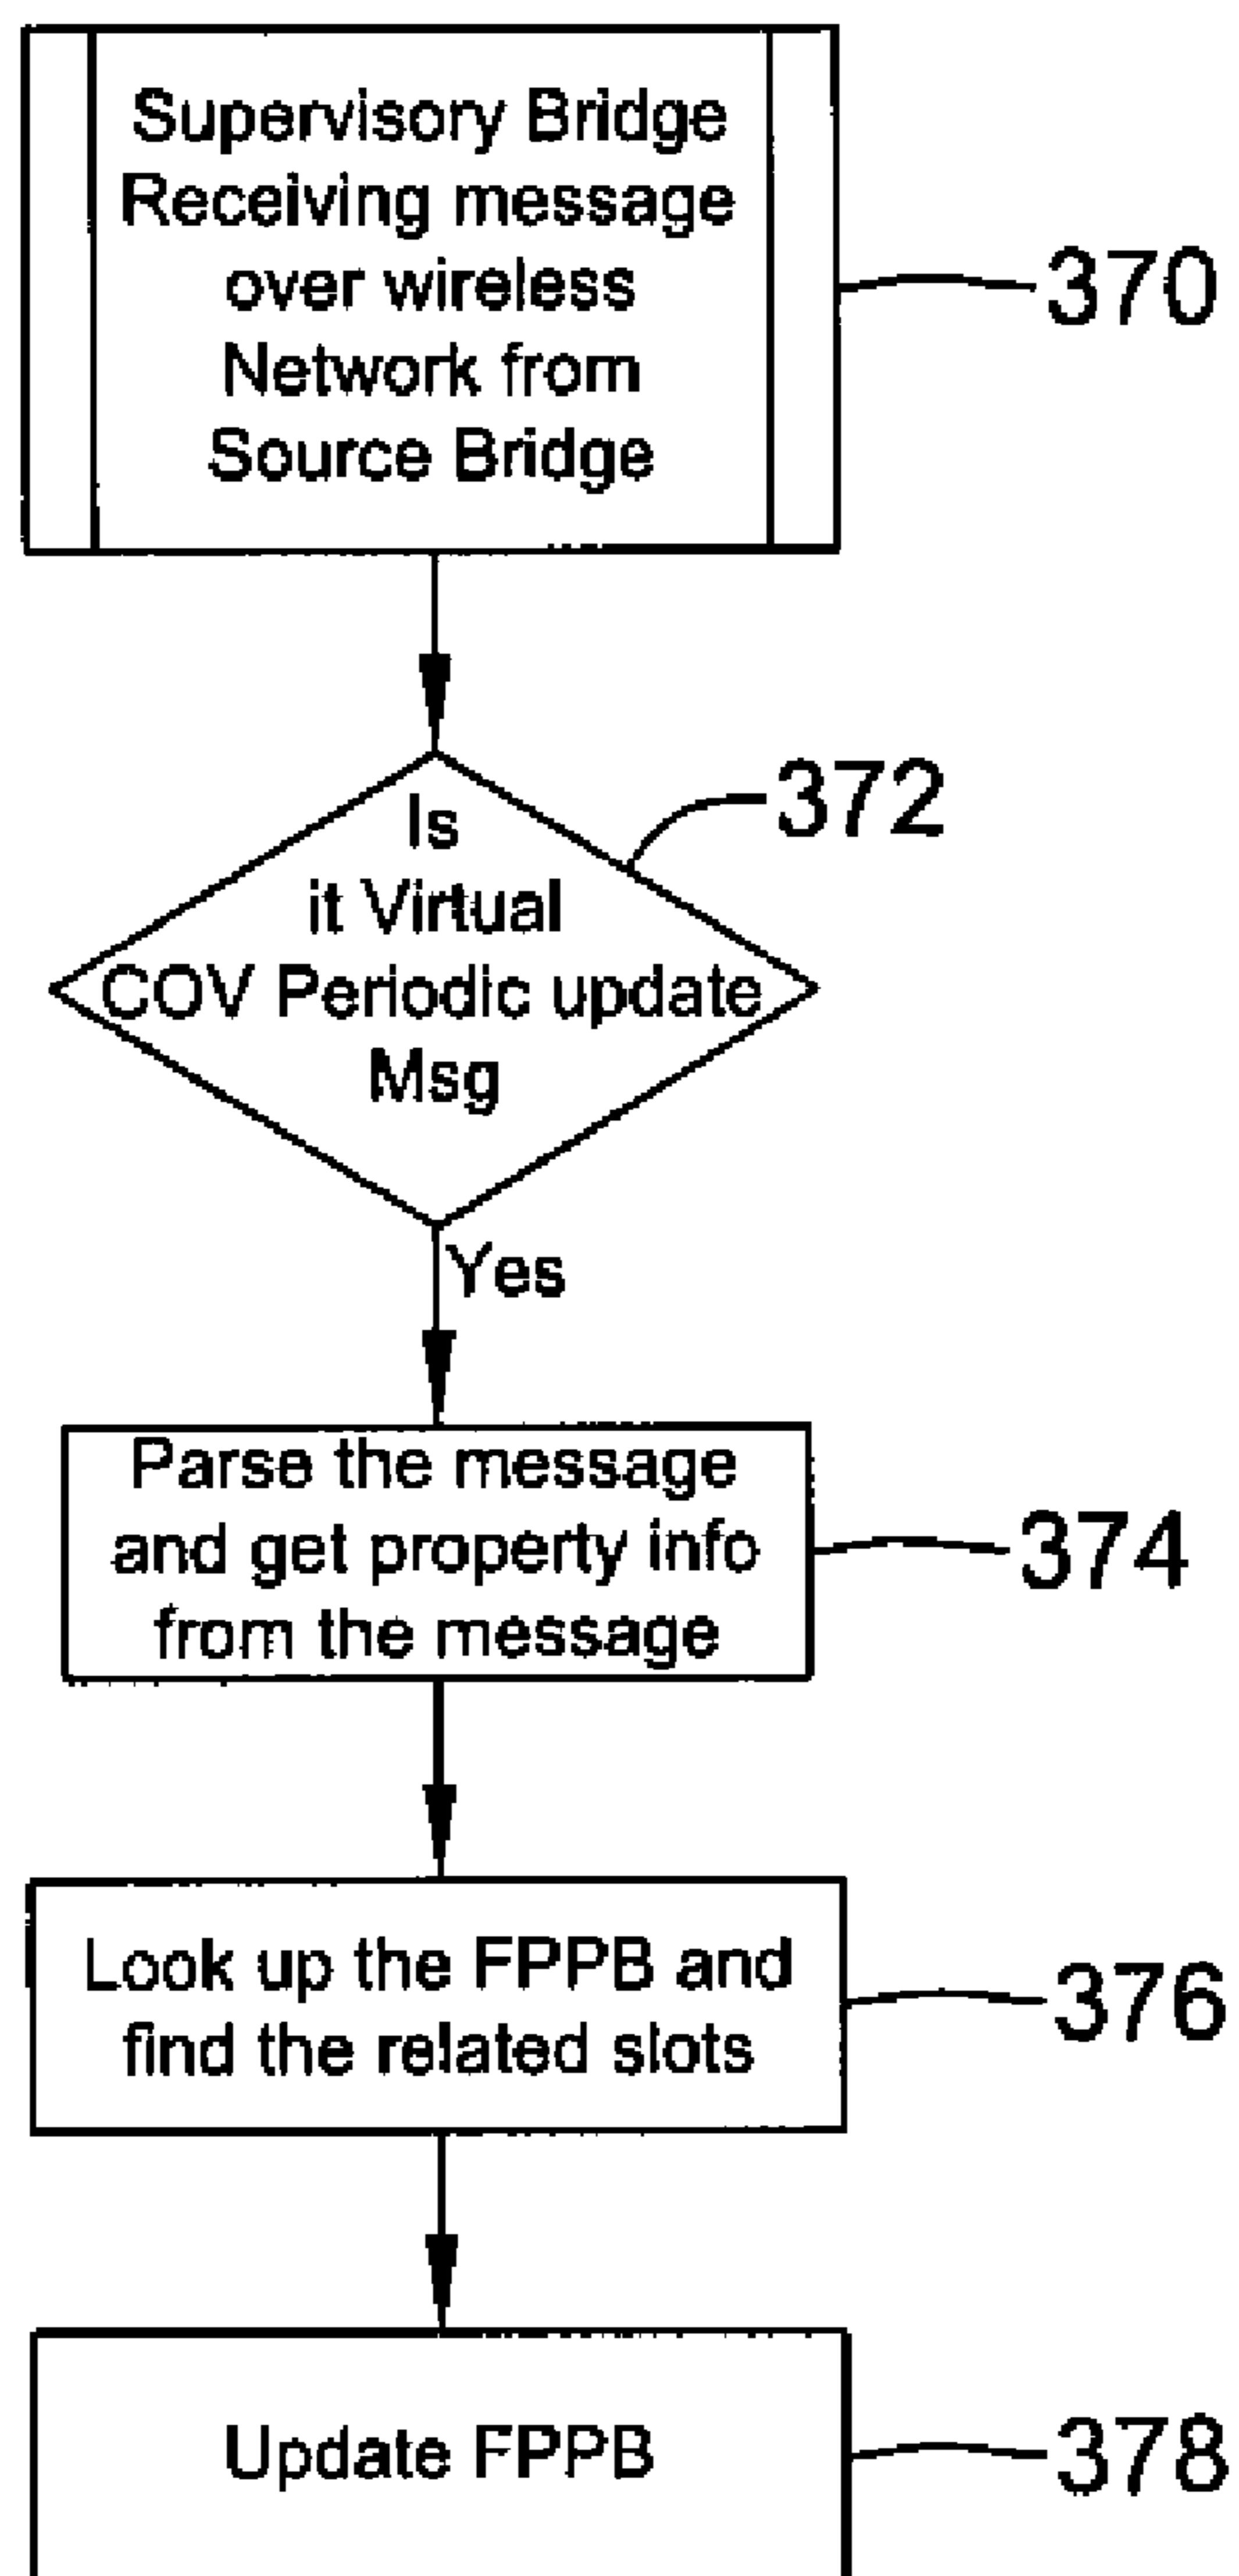 Supervisory Bridge
Receiving message
over wireless
Network from
Source Bridge
370
Is
it Virtual
COV Periodic update
Msg
372
Yes
Parse the message
and get property info
from the message
374
Look up the FPPB and
find the related slots
376
Update FPPB
378